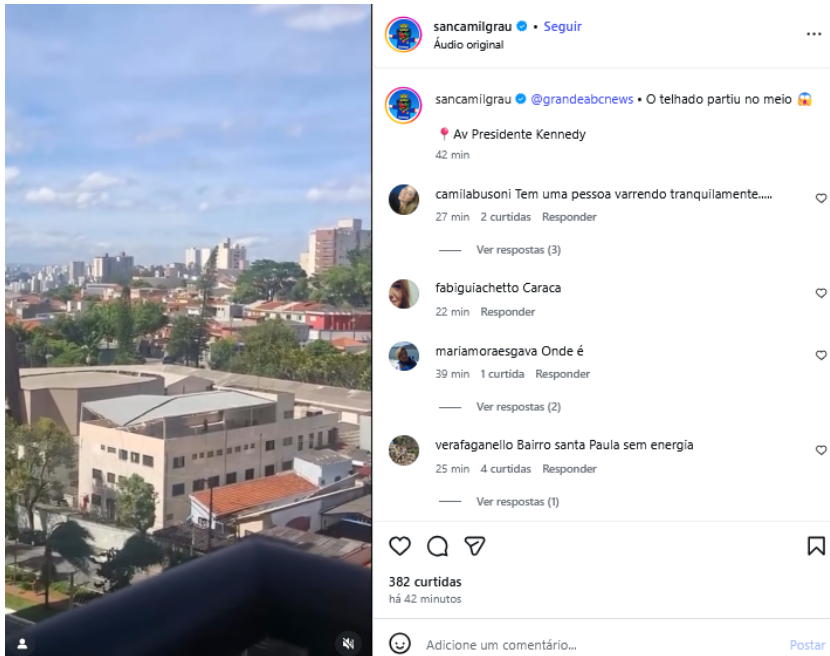 sancamilgrau • Seguir
Áudio original
sancamilgrau @grandeabcnews • O telhado partiu no meio 😱
📍 Av Presidente Kennedy
42 min
camilabusoni Tem uma pessoa varrendo tranquilamente.....
27 min 2 curtidas Responder
Ver respostas (3)
fabiguiachetto Caraca
22 min Responder
mariamoraesgava Onde é
39 min 1 curtida Responder
Ver respostas (2)
verafaganello Bairro santa Paula sem energia
25 min 4 curtidas Responder
Ver respostas (1)
382 curtidas
há 42 minutos
Adicione um comentário...
Postar